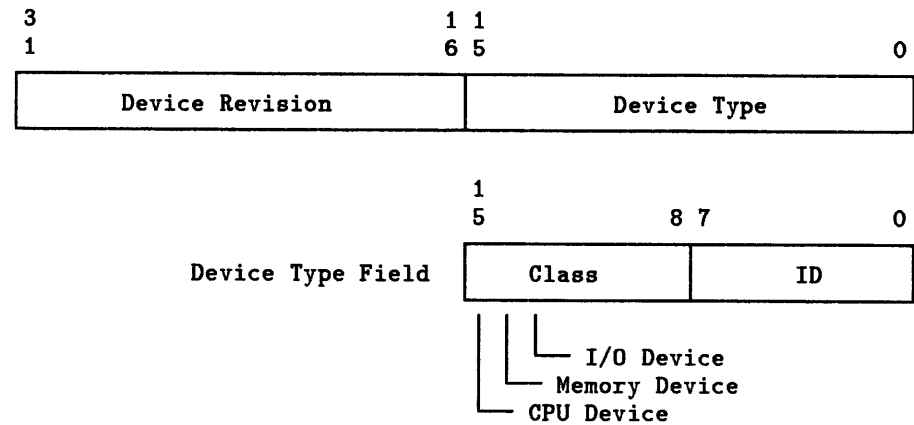 3 1 1
1 6 5 0
Device Revision Device Type
1
5 8 7 0
Device Type Field Class ID
I/O Device
Memory Device
CPU Device